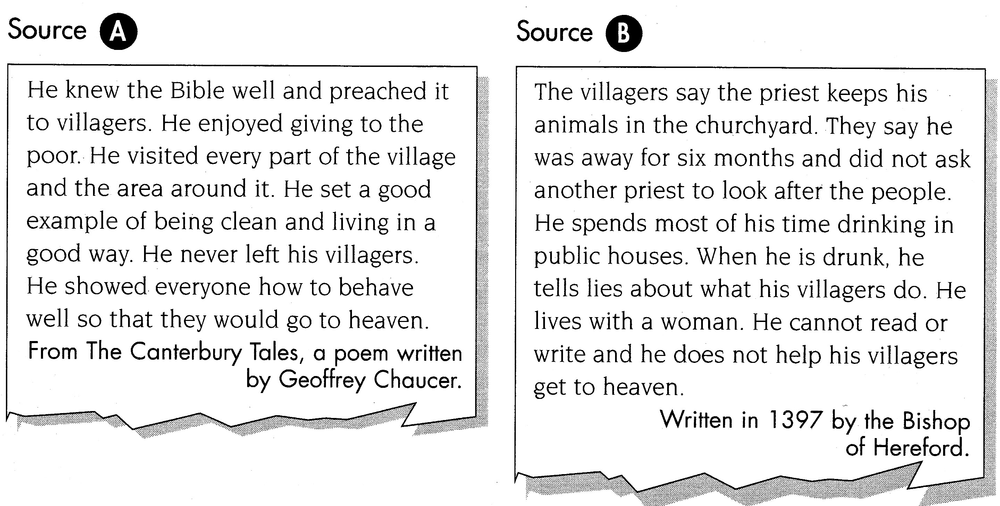 Source A
He knew the Bible well and preached it
to villagers. He enjoyed giving to the
poor. He visited every part of the village
and the area around it. He set a good
example of being clean and living in a
good way. He never left his villagers.
He showed everyone how to behave
well so that they would go to heaven.
From The Canterbury Tales, a poem written
by Geoffrey Chaucer.
Source B
The villagers say the priest keeps his
animals in the churchyard. They say he
was away for six months and did not ask
another priest to look after the people.
He spends most of his time drinking in
public houses. When he is drunk, he
tells lies about what his villagers do. He
lives with a woman. He cannot read or
write and he does not help his villagers
get to heaven.
Written in 1397 by the Bishop
of Hereford.